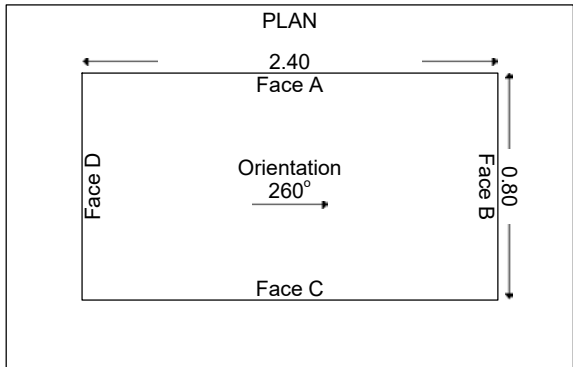 PLAN
2.40
Face A
Face D
Orientation
260°
Face B
0.80
Face C